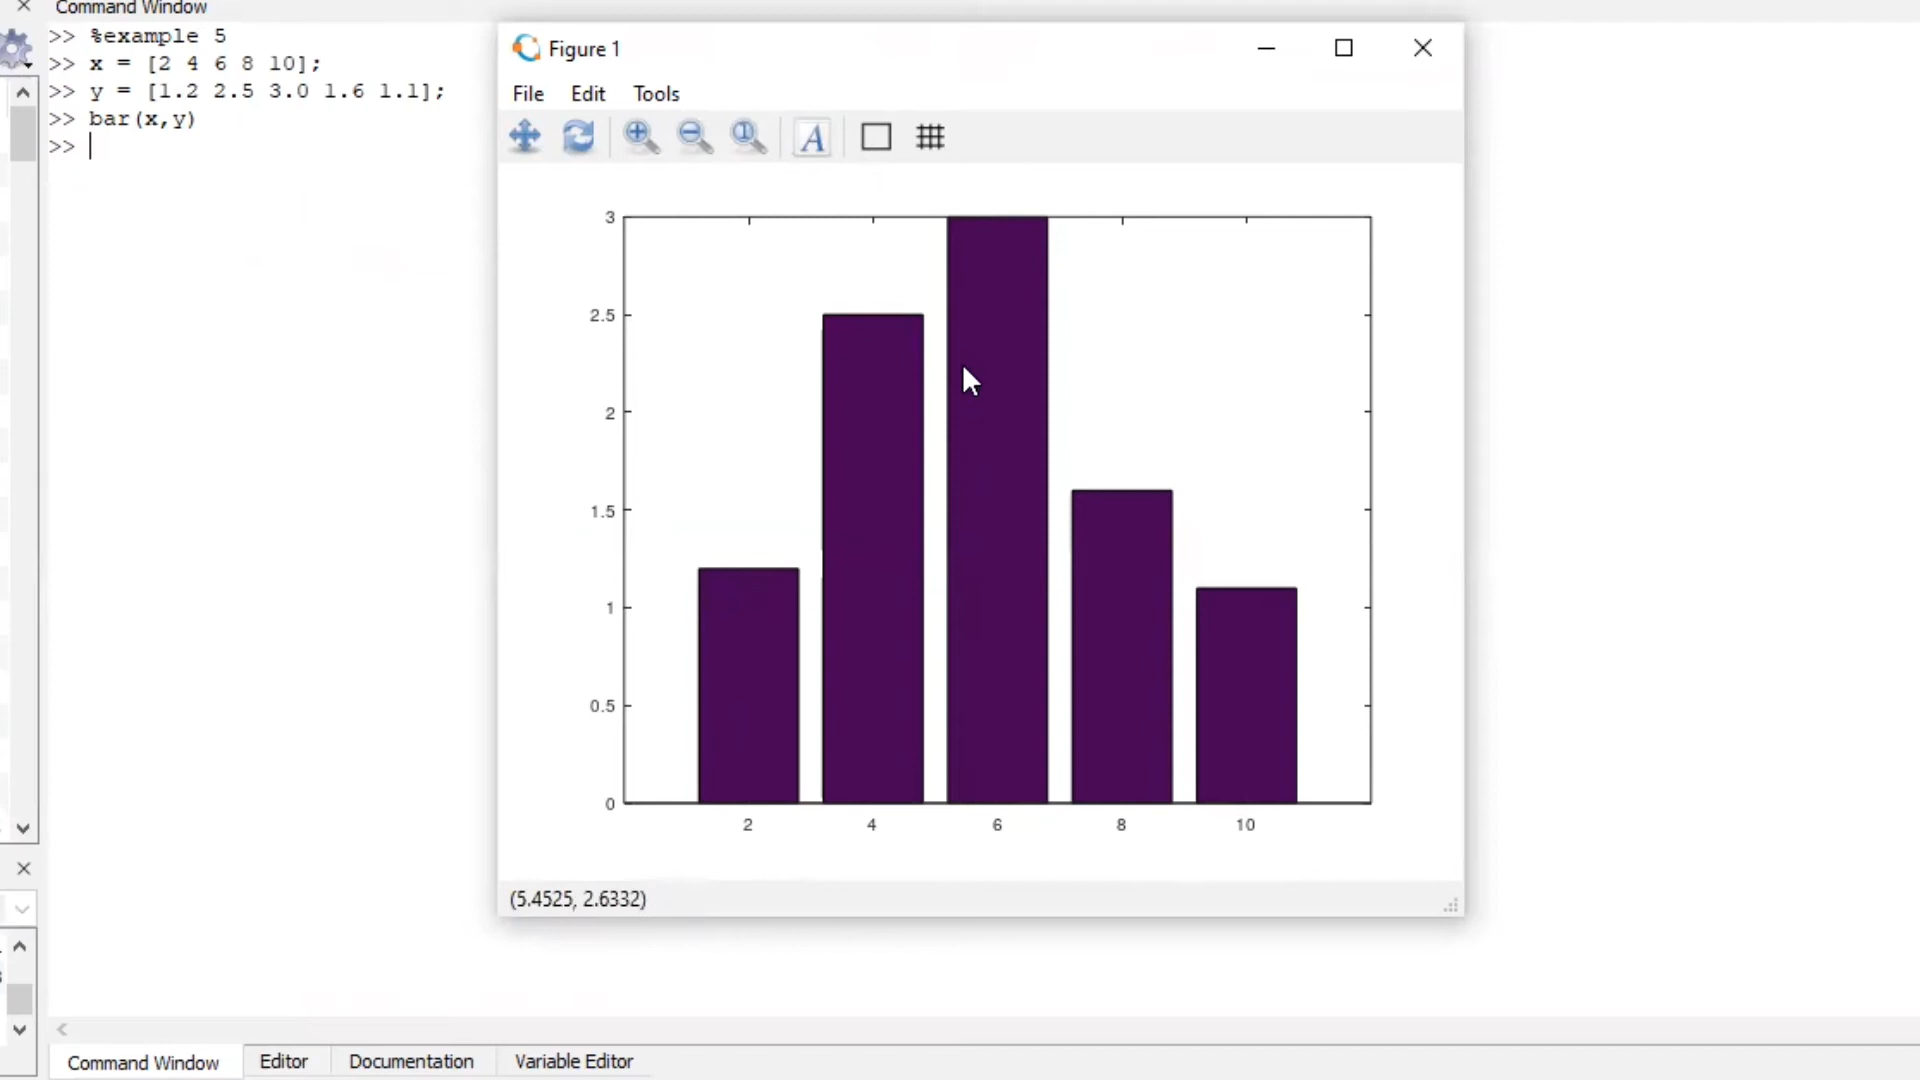 Command Window
>> %example 5
>> x = [2 4 6 8 10];
>> y = [1.2 2.5 3.0 1.6 1.1];
>> bar(x,y)
>>
Figure 1
File Edit Tools
A
3
2.5
2
1.5
1
0.5
0
2 4 6 8 10
(5.4525, 2.6332)
Command Window Editor Documentation Variable Editor